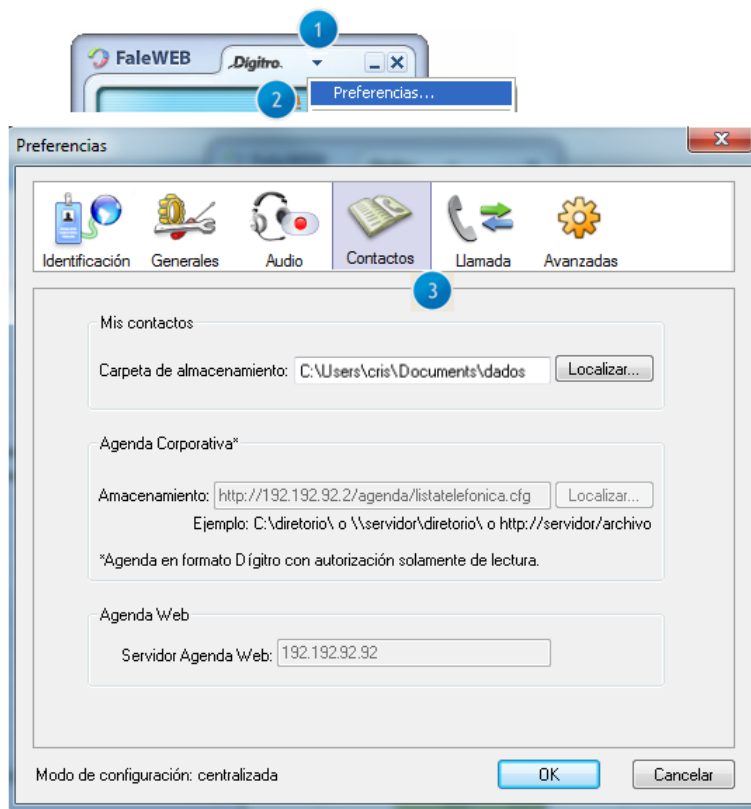 1
FaleWEB .Dígitro.
2 Preferencias...
Preferencias
Identificación Generales Audio Contactos Llamada Avanzadas
3
Mis contactos
Carpeta de almacenamiento: C:\Users\cris\Documents\dados Localizar...
Agenda Corporativa*
Amacenamiento: http://192.192.92.2/agenda/listatelefonica.cfg Localizar...
Ejemplo: C:\diretorio\ o \\servidor\diretorio\ o http://servidor/archivo
*Agenda en formato Dígitro con autorización solamente de lectura.
Agenda Web
Servidor Agenda Web: 192.192.92.92
Modo de configuración: centralizada OK Cancelar